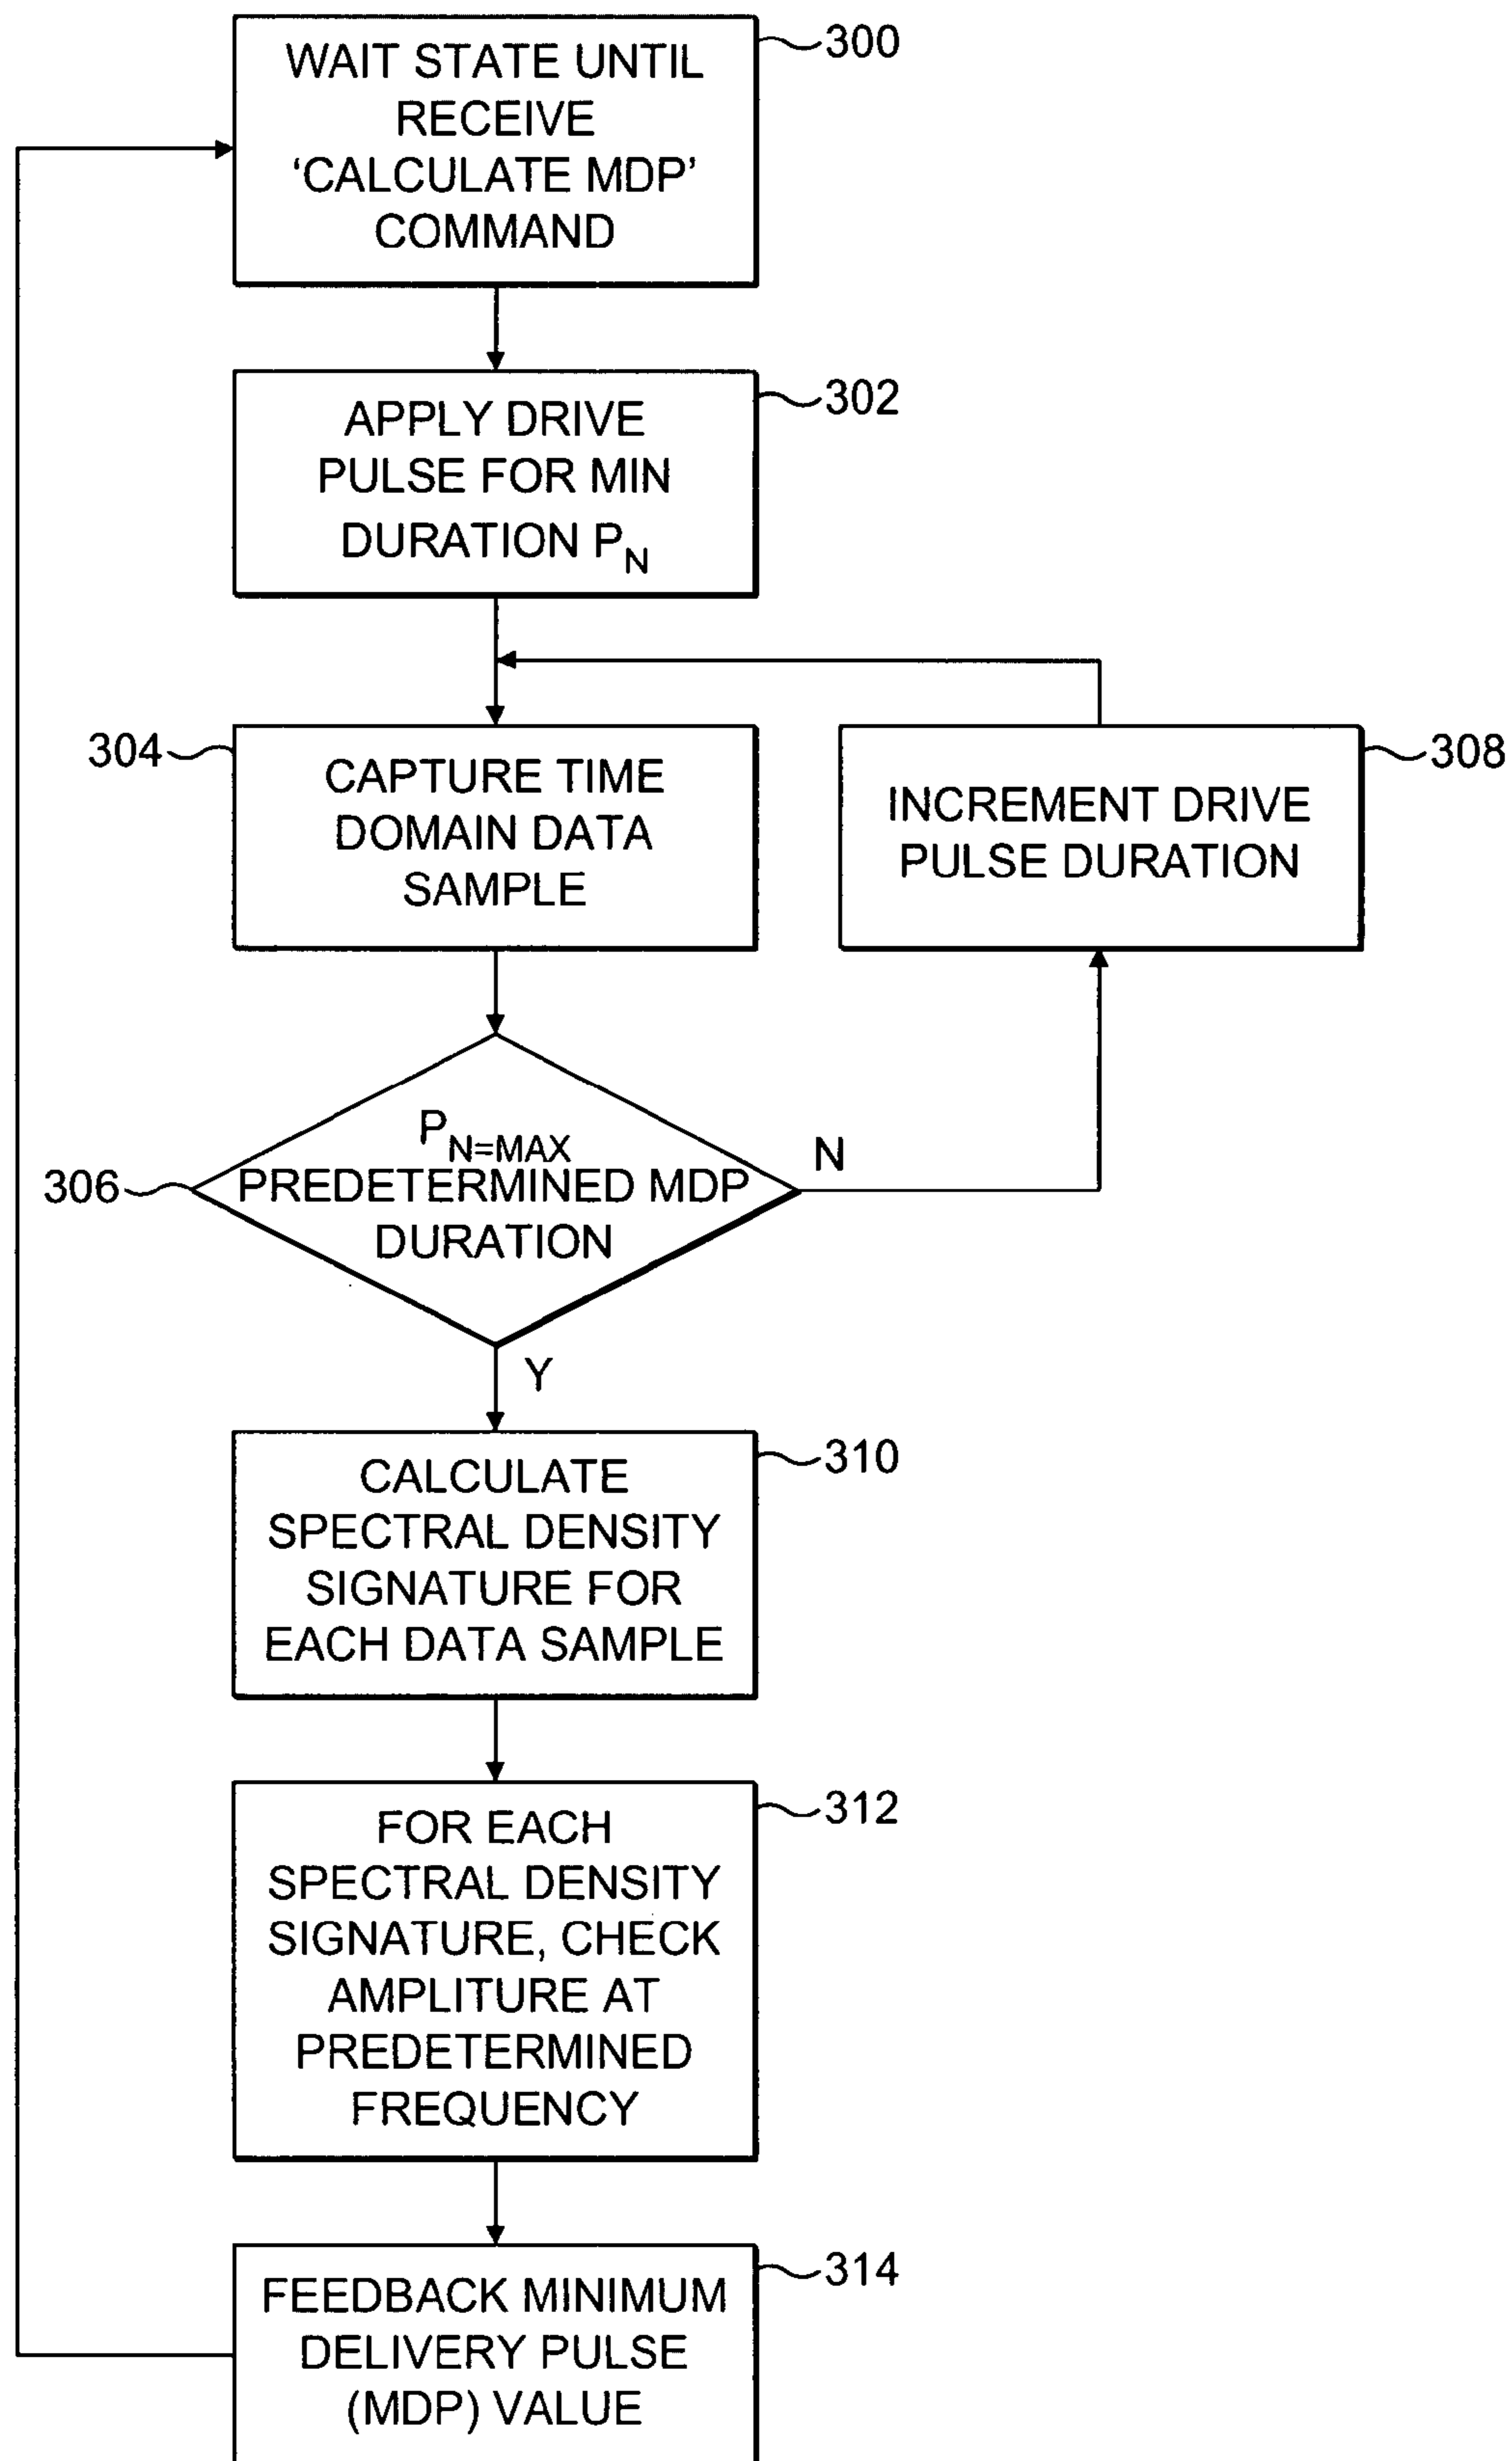 WAIT STATE UNTIL
RECEIVE
‘CALCULATE MDP’
COMMAND
300
APPLY DRIVE
PULSE FOR MIN
DURATION P_N
302
304
CAPTURE TIME
DOMAIN DATA
SAMPLE
INCREMENT DRIVE
PULSE DURATION
308
306
P_N=MAX
PREDETERMINED MDP
DURATION
N
Y
CALCULATE
SPECTRAL DENSITY
SIGNATURE FOR
EACH DATA SAMPLE
310
FOR EACH
SPECTRAL DENSITY
SIGNATURE, CHECK
AMPLITURE AT
PREDETERMINED
FREQUENCY
312
FEEDBACK MINIMUM
DELIVERY PULSE
(MDP) VALUE
314